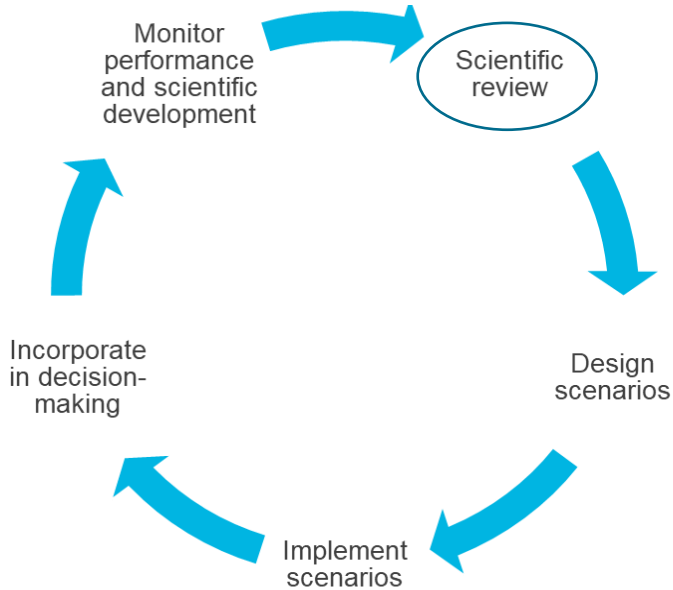 Monitor
performance
and scientific
development
Scientific
review
Design
scenarios
Implement
scenarios
Incorporate
in decision-
making